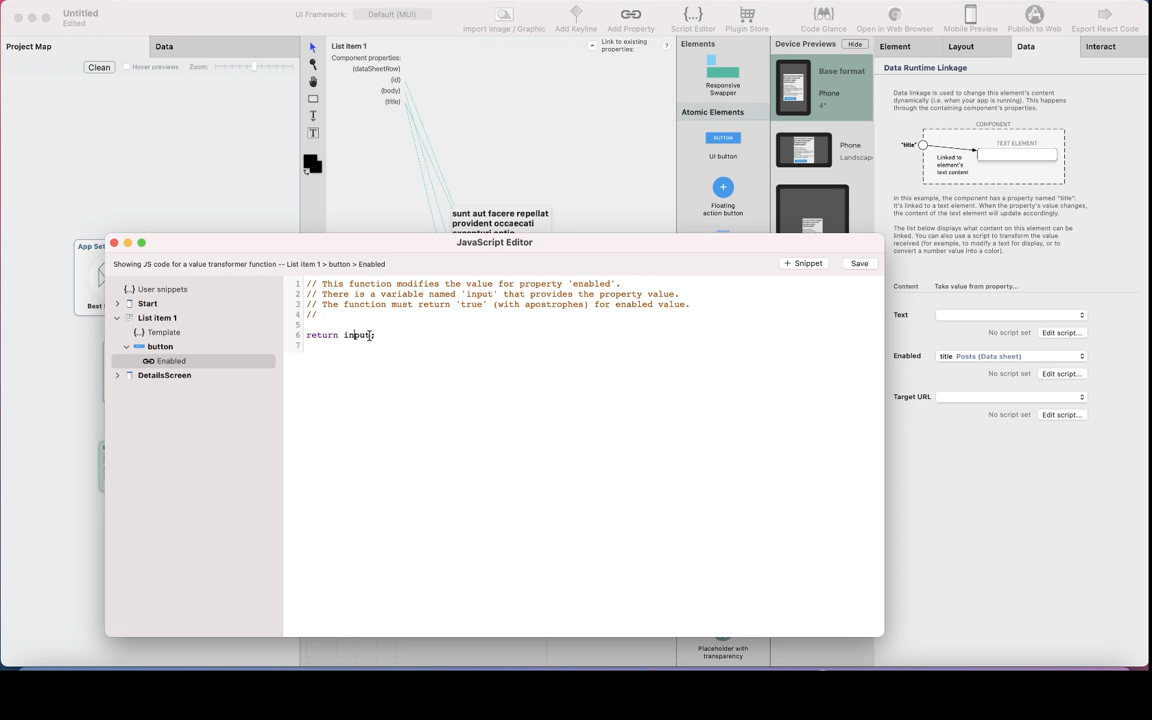 Untitled
Edited
UI Framework:
Default (MUI)
Import Image / Graphic
Add Keyline
Add Property
Script Editor
Plugin Store
Code Glance
Open in Web Browser
Mobile Preview
Publish to Web
Export React Code
Project Map
Data
Clean
Hover previews
Zoom:
List item 1
Component properties:
(dataSheetRow)
(id)
(body)
(title)
Link to existing
properties:
?
sunt aut facere repellat
provident occaecati
Elements
Responsive
Swapper
Atomic Elements
BUTTON
UI button
Floating
action button
Placeholder with
transparency
Device Previews
Hide
Base format
Phone
4"
Phone
Landscap
Element
Layout
Data
Interact
Data Runtime Linkage
Data linkage is used to change this element's content
dynamically (i.e. when your app is running). This happens
through the containing component's properties.
COMPONENT
"title"
TEXT ELEMENT
Linked to
element's
text content
In this example, the component has a property named "title".
It's linked to a text element. When the property's value changes,
the content of the text element will update accordingly.
The list below displays what content on this element can be
linked. You can also use a script to transform the value
received (for example, to modify a text for display, or to
convert a number value into a color).
Content
Take value from property...
Text
No script set
Edit script...
Enabled
title Posts (Data sheet)
No script set
Edit script...
Target URL
No script set
Edit script...
App Set
Best
JavaScript Editor
Showing JS code for a value transformer function -- List item 1 > button > Enabled
+ Snippet
Save
{..} User snippets
Start
List item 1
{..} Template
button
Enabled
DetailsScreen
1 // This function modifies the value for property 'enabled'.
2 // There is a variable named 'input' that provides the property value.
3 // The function must return 'true' (with apostrophes) for enabled value.
4 //
5
6 return input;
7